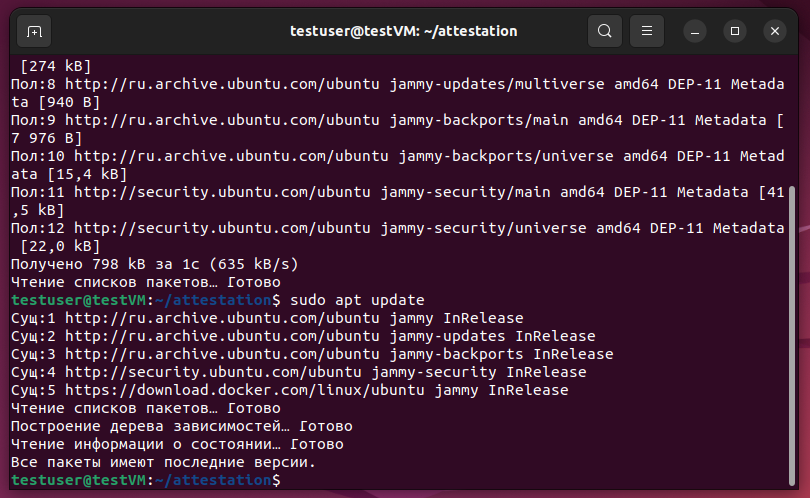 testuser@testVM: ~/attestation
 [274 kB]
Пол:8 http://ru.archive.ubuntu.com/ubuntu jammy-updates/multiverse amd64 DEP-11 Metada
ta [940 B]
Пол:9 http://ru.archive.ubuntu.com/ubuntu jammy-backports/main amd64 DEP-11 Metadata [
7 976 B]
Пол:10 http://ru.archive.ubuntu.com/ubuntu jammy-backports/universe amd64 DEP-11 Metad
ata [15,4 kB]
Пол:11 http://security.ubuntu.com/ubuntu jammy-security/main amd64 DEP-11 Metadata [41
,5 kB]
Пол:12 http://security.ubuntu.com/ubuntu jammy-security/universe amd64 DEP-11 Metadata
 [22,0 kB]
Получено 798 kB за 1с (635 kB/s)
Чтение списков пакетов… Готово
testuser@testVM:~/attestation$ sudo apt update
Сущ:1 http://ru.archive.ubuntu.com/ubuntu jammy InRelease
Сущ:2 http://ru.archive.ubuntu.com/ubuntu jammy-updates InRelease
Сущ:3 http://ru.archive.ubuntu.com/ubuntu jammy-backports InRelease
Сущ:4 http://security.ubuntu.com/ubuntu jammy-security InRelease
Сущ:5 https://download.docker.com/linux/ubuntu jammy InRelease
Чтение списков пакетов… Готово
Построение дерева зависимостей… Готово
Чтение информации о состоянии… Готово
Все пакеты имеют последние версии.
testuser@testVM:~/attestation$